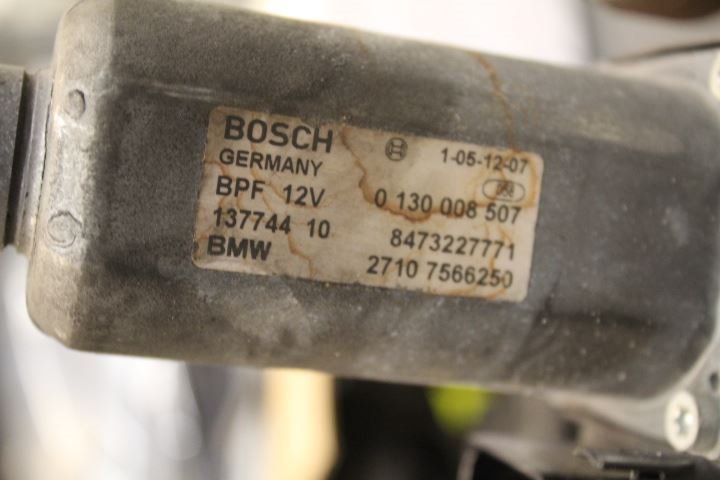 BOSCH 1-05-12-07
GERMANY
BPF 12V 0 130 008 507
137744 10 8473227771
BMW 2710 7566250